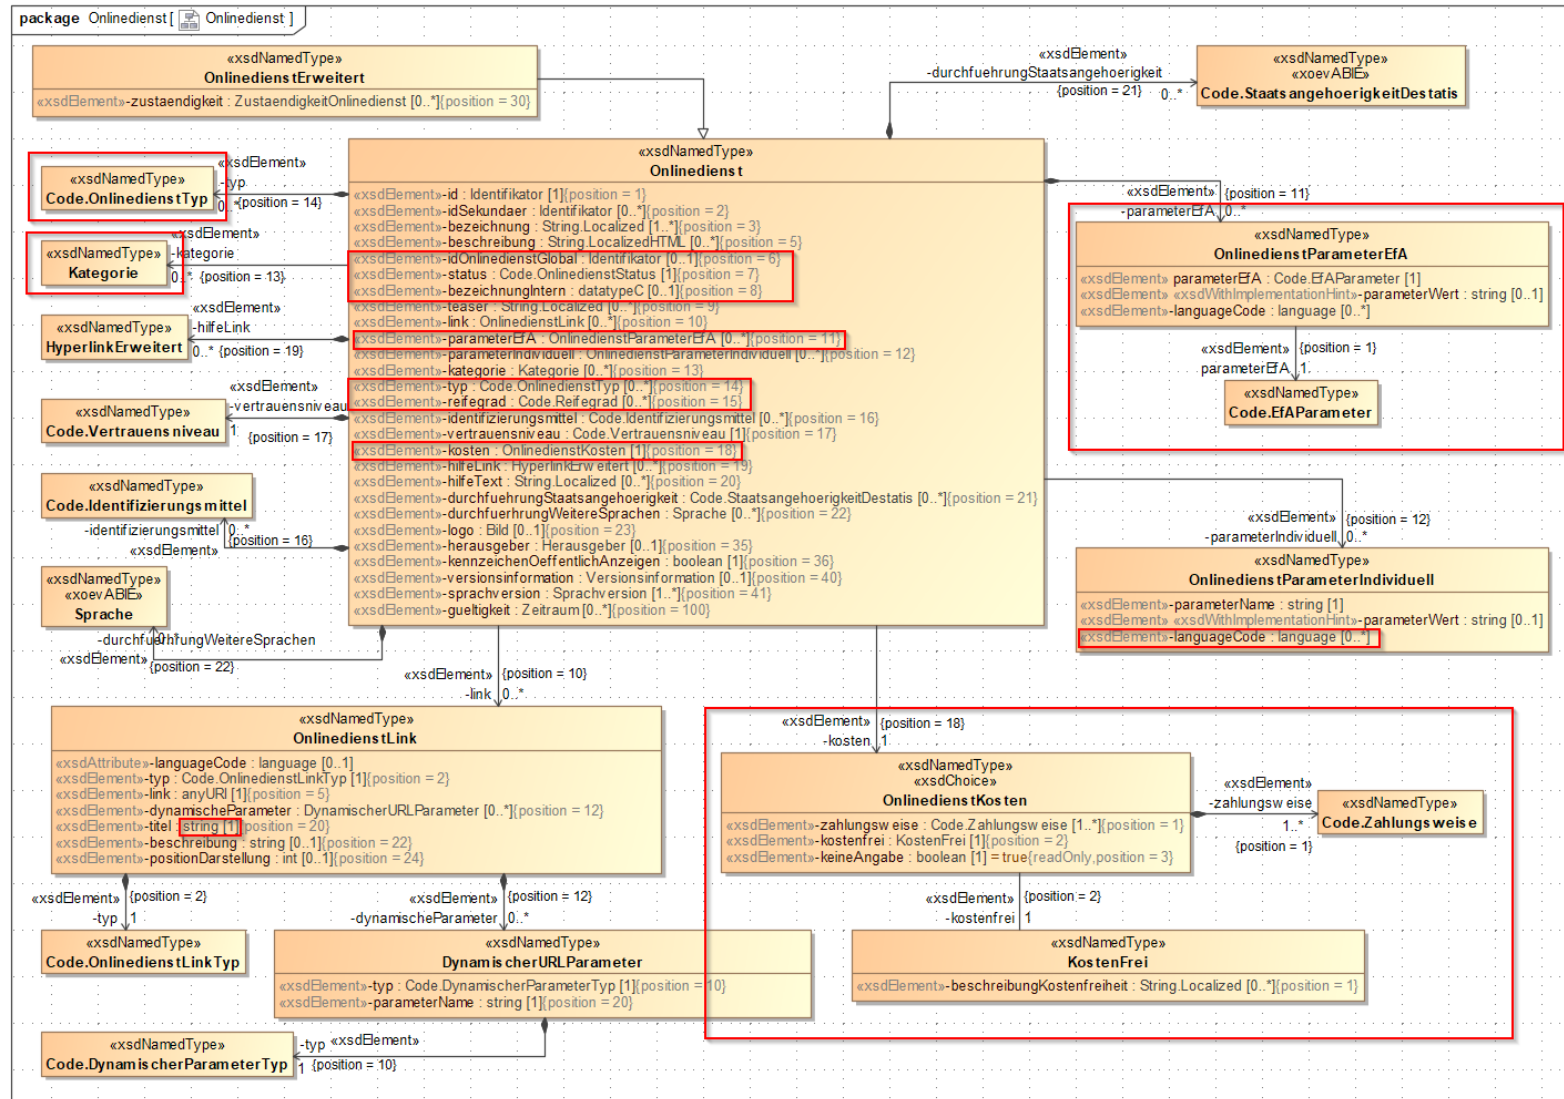 package Onlinedienst [ Onlinedienst ]
«xsdNamedType»
OnlinedienstErweitert
«xsdElement»-zustaendigkeit : ZustaendigkeitOnlinedienst [0..*]{position = 30}
«xsdElement»
-durchfuehrungStaatsangehoerigkeit
{position = 21} 0..*
«xsdNamedType»
«xoevABIE»
Code.StaatsangehoerigkeitDestatis
«xsdNamedType»
Onlinedienst
«xsdElement»-id : Identifikator [1]{position = 1}
«xsdElement»-idSekundaer : Identifikator [0..*]{position = 2}
«xsdElement»-bezeichnung : String.Localized [1..*]{position = 3}
«xsdElement»-beschreibung : String.LocalizedHTML [0..*]{position = 5}
«xsdElement»-idOnlinedienstGlobal : Identifikator [0..1]{position = 6}
«xsdElement»-status : Code.OnlinedienstStatus [1]{position = 7}
«xsdElement»-bezeichnungIntern : datatypeC [0..1]{position = 8}
«xsdElement»-teaser : String.Localized [0..*]{position = 9}
«xsdElement»-link : OnlinedienstLink [0..*]{position = 10}
«xsdElement»-parameterEfA : OnlinedienstParameterEfA [0..*]{position = 11}
«xsdElement»-parameterIndividuell : OnlinedienstParameterIndividuell [0..*]{position = 12}
«xsdElement»-kategorie : Kategorie [0..*]{position = 13}
«xsdElement»-typ : Code.OnlinedienstTyp [0..*]{position = 14}
«xsdElement»-reifegrad : Code.Reifegrad [0..*]{position = 15}
«xsdElement»-identifizierungsmittel : Code.Identifizierungsmittel [0..*]{position = 16}
«xsdElement»-vertrauensniveau : Code.Vertrauensniveau [1]{position = 17}
«xsdElement»-kosten : OnlinedienstKosten [1]{position = 18}
«xsdElement»-hilfeLink : HyperlinkErweitert [0..*]{position = 19}
«xsdElement»-hilfeText : String.Localized [0..*]{position = 20}
«xsdElement»-durchfuehrungStaatsangehoerigkeit : Code.StaatsangehoerigkeitDestatis [0..*]{position = 21}
«xsdElement»-durchfuerhrungWeitereSprachen : Sprache [0..*]{position = 22}
«xsdElement»-logo : Bild [0..1]{position = 23}
«xsdElement»-herausgeber : Herausgeber [0..1]{position = 35}
«xsdElement»-kennzeichenOeffentlichAnzeigen : boolean [1]{position = 36}
«xsdElement»-versionsinformation : Versionsinformation [0..1]{position = 40}
«xsdElement»-sprachversion : Sprachversion [1..*]{position = 41}
«xsdElement»-gueltigkeit : Zeitraum [0..*]{position = 100}
«xsdNamedType»
Code.OnlinedienstTyp
«xsdElement»
-typ
0..* {position = 14}
«xsdNamedType»
Kategorie
«xsdElement»
-kategorie
0..* {position = 13}
«xsdNamedType»
HyperlinkErweitert
«xsdElement»
-hilfeLink
0..* {position = 19}
«xsdNamedType»
Code.Vertrauensniveau
«xsdElement»
-vertrauensniveau
1 {position = 17}
«xsdNamedType»
Code.Identifizierungsmittel
-identifizierungsmittel 0..*
«xsdElement» {position = 16}
«xsdNamedType»
«xoevABIE»
Sprache
-durchfuerhrungWeitereSprachen 0..*
«xsdElement» {position = 22}
«xsdElement» {position = 11}
-parameterEfA 0..*
«xsdNamedType»
OnlinedienstParameterEfA
«xsdElement» parameterEfA : Code.EfAParameter [1]
«xsdElement» «xsdWithImplementationHint»-parameterWert : string [0..1]
«xsdElement»-languageCode : language [0..*]
«xsdElement» {position = 1}
parameterEfA 1
«xsdNamedType»
Code.EfAParameter
«xsdElement» {position = 12}
-parameterIndividuell 0..*
«xsdNamedType»
OnlinedienstParameterIndividuell
«xsdElement»-parameterName : string [1]
«xsdElement» «xsdWithImplementationHint»-parameterWert : string [0..1]
«xsdElement»-languageCode : language [0..*]
«xsdElement» {position = 10}
-link 0..*
«xsdNamedType»
OnlinedienstLink
«xsdAttribute»-languageCode : language [0..1]
«xsdElement»-typ : Code.OnlinedienstLinkTyp [1]{position = 2}
«xsdElement»-link : anyURI [1]{position = 5}
«xsdElement»-dynamischeParameter : DynamischerURLParameter [0..*]{position = 12}
«xsdElement»-titel : string [1]{position = 20}
«xsdElement»-beschreibung : string [0..1]{position = 22}
«xsdElement»-positionDarstellung : int [0..1]{position = 24}
«xsdElement» {position = 2}
-typ 1
«xsdNamedType»
Code.OnlinedienstLinkTyp
«xsdElement» {position = 12}
-dynamischeParameter 0..*
«xsdNamedType»
DynamischerURLParameter
«xsdElement»-typ : Code.DynamischerParameterTyp [1]{position = 10}
«xsdElement»-parameterName : string [1]{position = 20}
«xsdNamedType»
Code.DynamischerParameterTyp
-typ «xsdElement»
1 {position = 10}
«xsdElement» {position = 18}
-kosten 1
«xsdNamedType»
«xsdChoice»
OnlinedienstKosten
«xsdElement»-zahlungsweise : Code.Zahlungsweise [1..*]{position = 1}
«xsdElement»-kostenfrei : KostenFrei [1]{position = 2}
«xsdElement»-keineAngabe : boolean [1] = true{readOnly,position = 3}
«xsdElement»
-zahlungsweise
1..*
{position = 1}
«xsdNamedType»
Code.Zahlungsweise
«xsdElement» {position = 2}
-kostenfrei 1
«xsdNamedType»
KostenFrei
«xsdElement»-beschreibungKostenfreiheit : String.Localized [0..*]{position = 1}